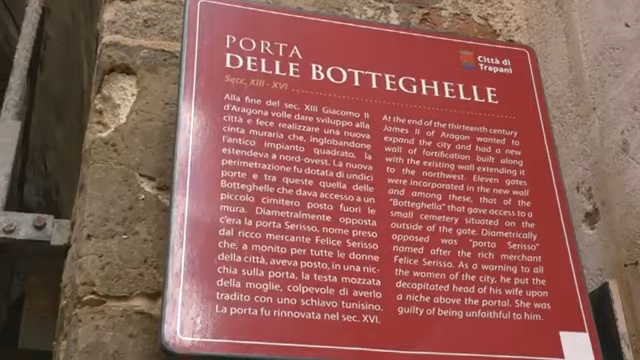 PORTA
DELLE BOTTEGHELLE
Secc. XIII - XVI
Città di
Trapani
Alla fine del sec. XIII Giacomo II
d'Aragona volle dare sviluppo alla
città e fece realizzare una nuova
cinta muraria che, inglobandone
l'antico impianto quadrato, la
estendeva a nord-ovest. La nuova
perimetrazione fu dotata di undici
porte e tra queste quella delle
Botteghelle che dava accesso a un
piccolo cimitero posto fuori le
mura. Diametralmente opposta
c'era la porta Serisso, nome preso
dal ricco mercante Felice Serisso
che, a monito per tutte le donne
della città, aveva posto, in una nic-
chia sulla porta, la testa mozzata
della moglie, colpevole di averlo
tradito con uno schiavo tunisino.
La porta fu rinnovata nel sec. XVI.
At the end of the thirteenth century
James II of Aragon wanted to
expand the city and had a new
wall of fortification built along
with the existing wall extending it
to the northwest. Eleven gates
were incorporated in the new wall
and among these, that of the
"Botteghella" that gave access to a
small cemetery situated on the
outside of the gate. Diametrically
opposed was "porta Serisso"
named after the rich merchant
Felice Serisso. As a warning to all
the women of the city, he put the
decapitated head of his wife upon
a niche above the portal. She was
guilty of being unfaithful to him.